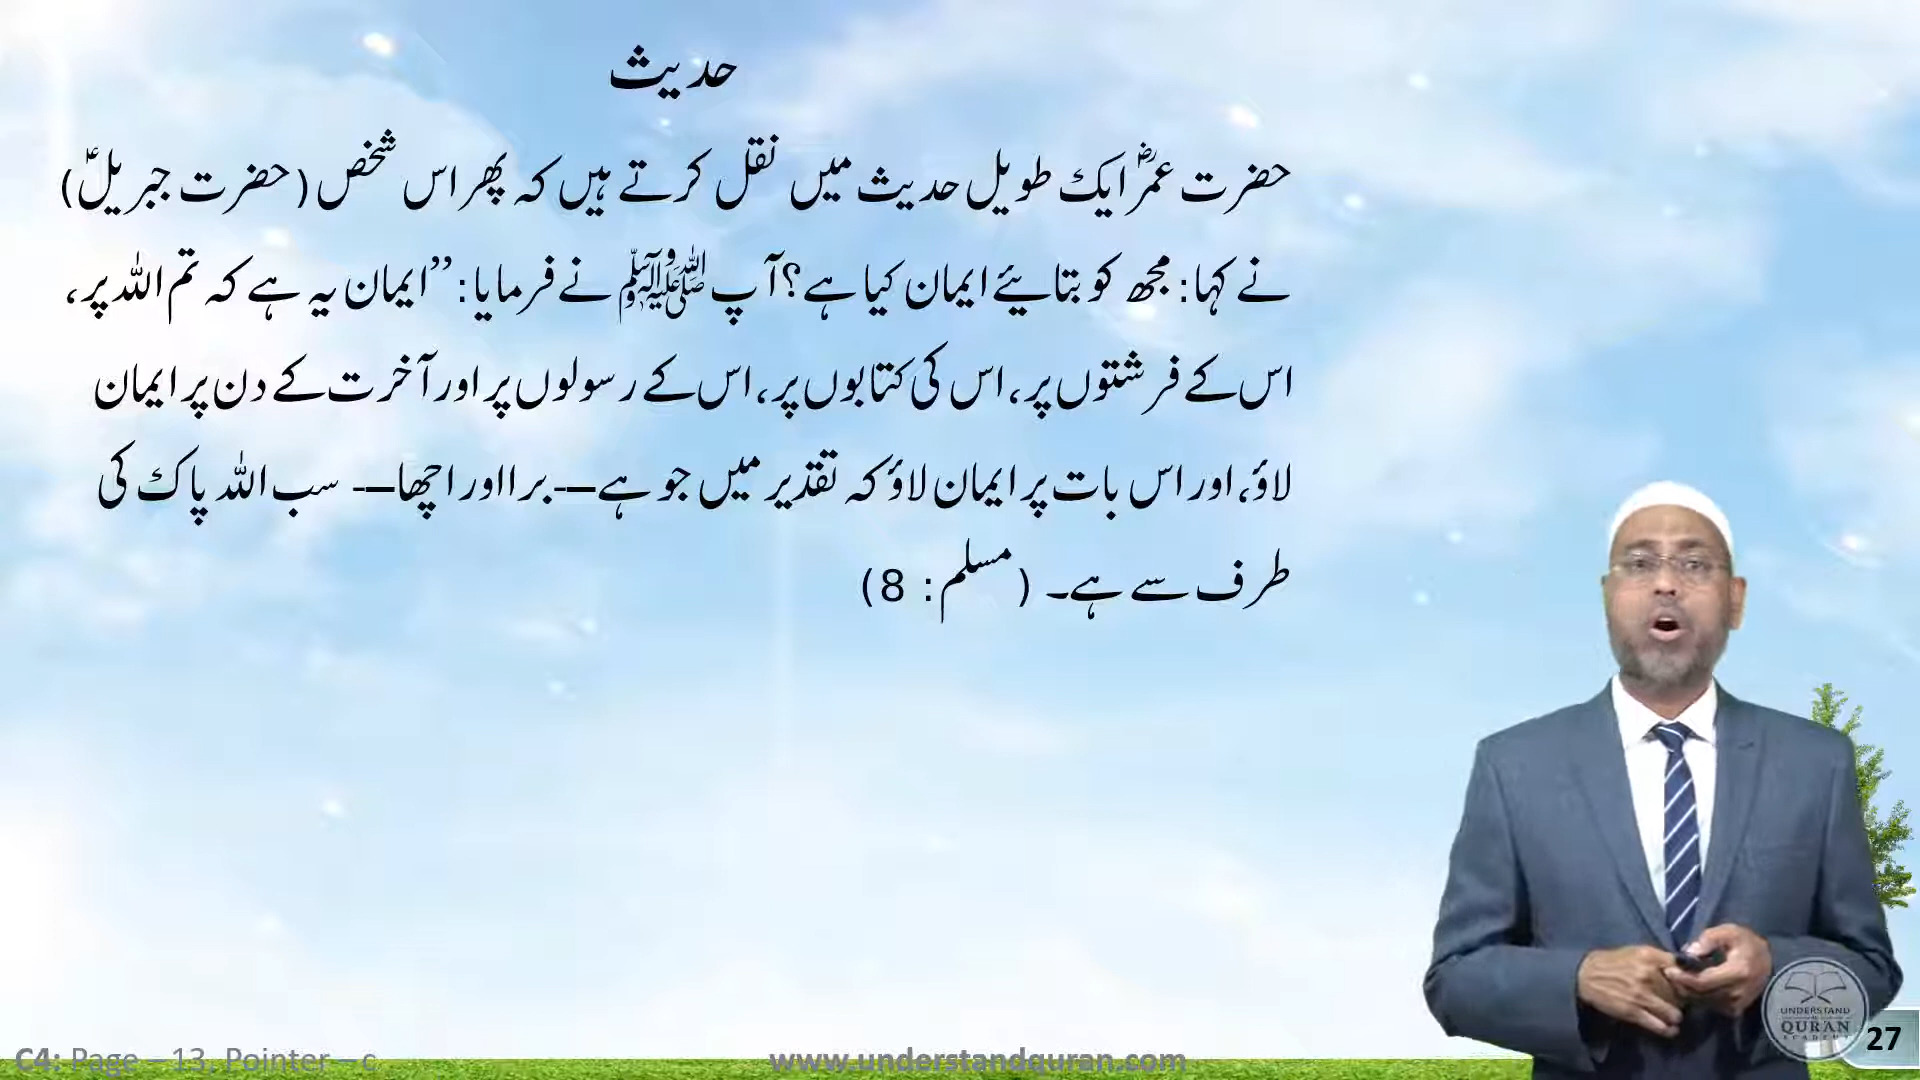 حدیث
حضرت عمرؓ ایک طویل حدیث میں نقل کرتے ہیں کہ پھر اس شخص (حضرت جبریلؑ)
نے کہا: مجھ کو بتایئے ایمان کیا ہے؟ آپ ﷺ نے فرمایا: ’’ایمان یہ ہے کہ تم اللہ پر،
اس کے فرشتوں پر، اس کی کتابوں پر، اس کے رسولوں پر اور آخرت کے دن پر ایمان
لاؤ، اور اس بات پر ایمان لاؤ کہ تقدیر میں جو ہے—-برا اور اچھا—- سب اللہ پاک کی
طرف سے ہے۔ (مسلم: 8)
UNDERSTAND
QURAN
ACADEMY
27
C4: Page – 13, Pointer – c
www.understandquran.com